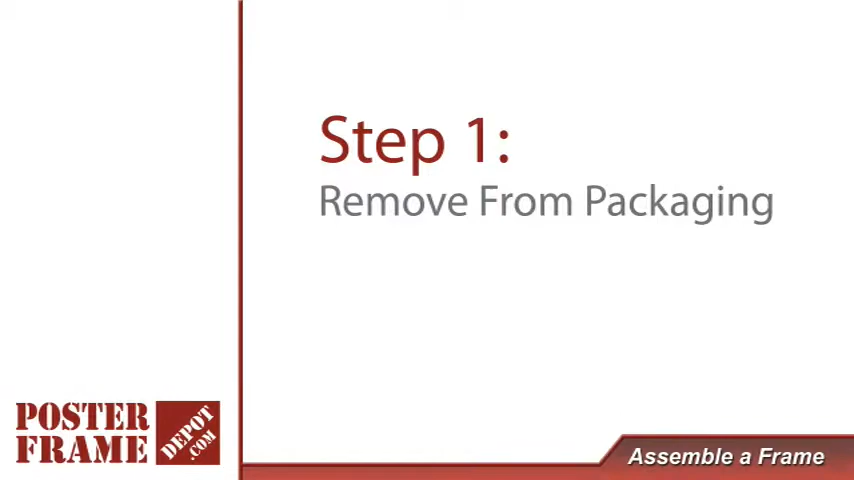 Step 1:
Remove From Packaging
POSTER
FRAME
DEPOT
.COM
Assemble a Frame